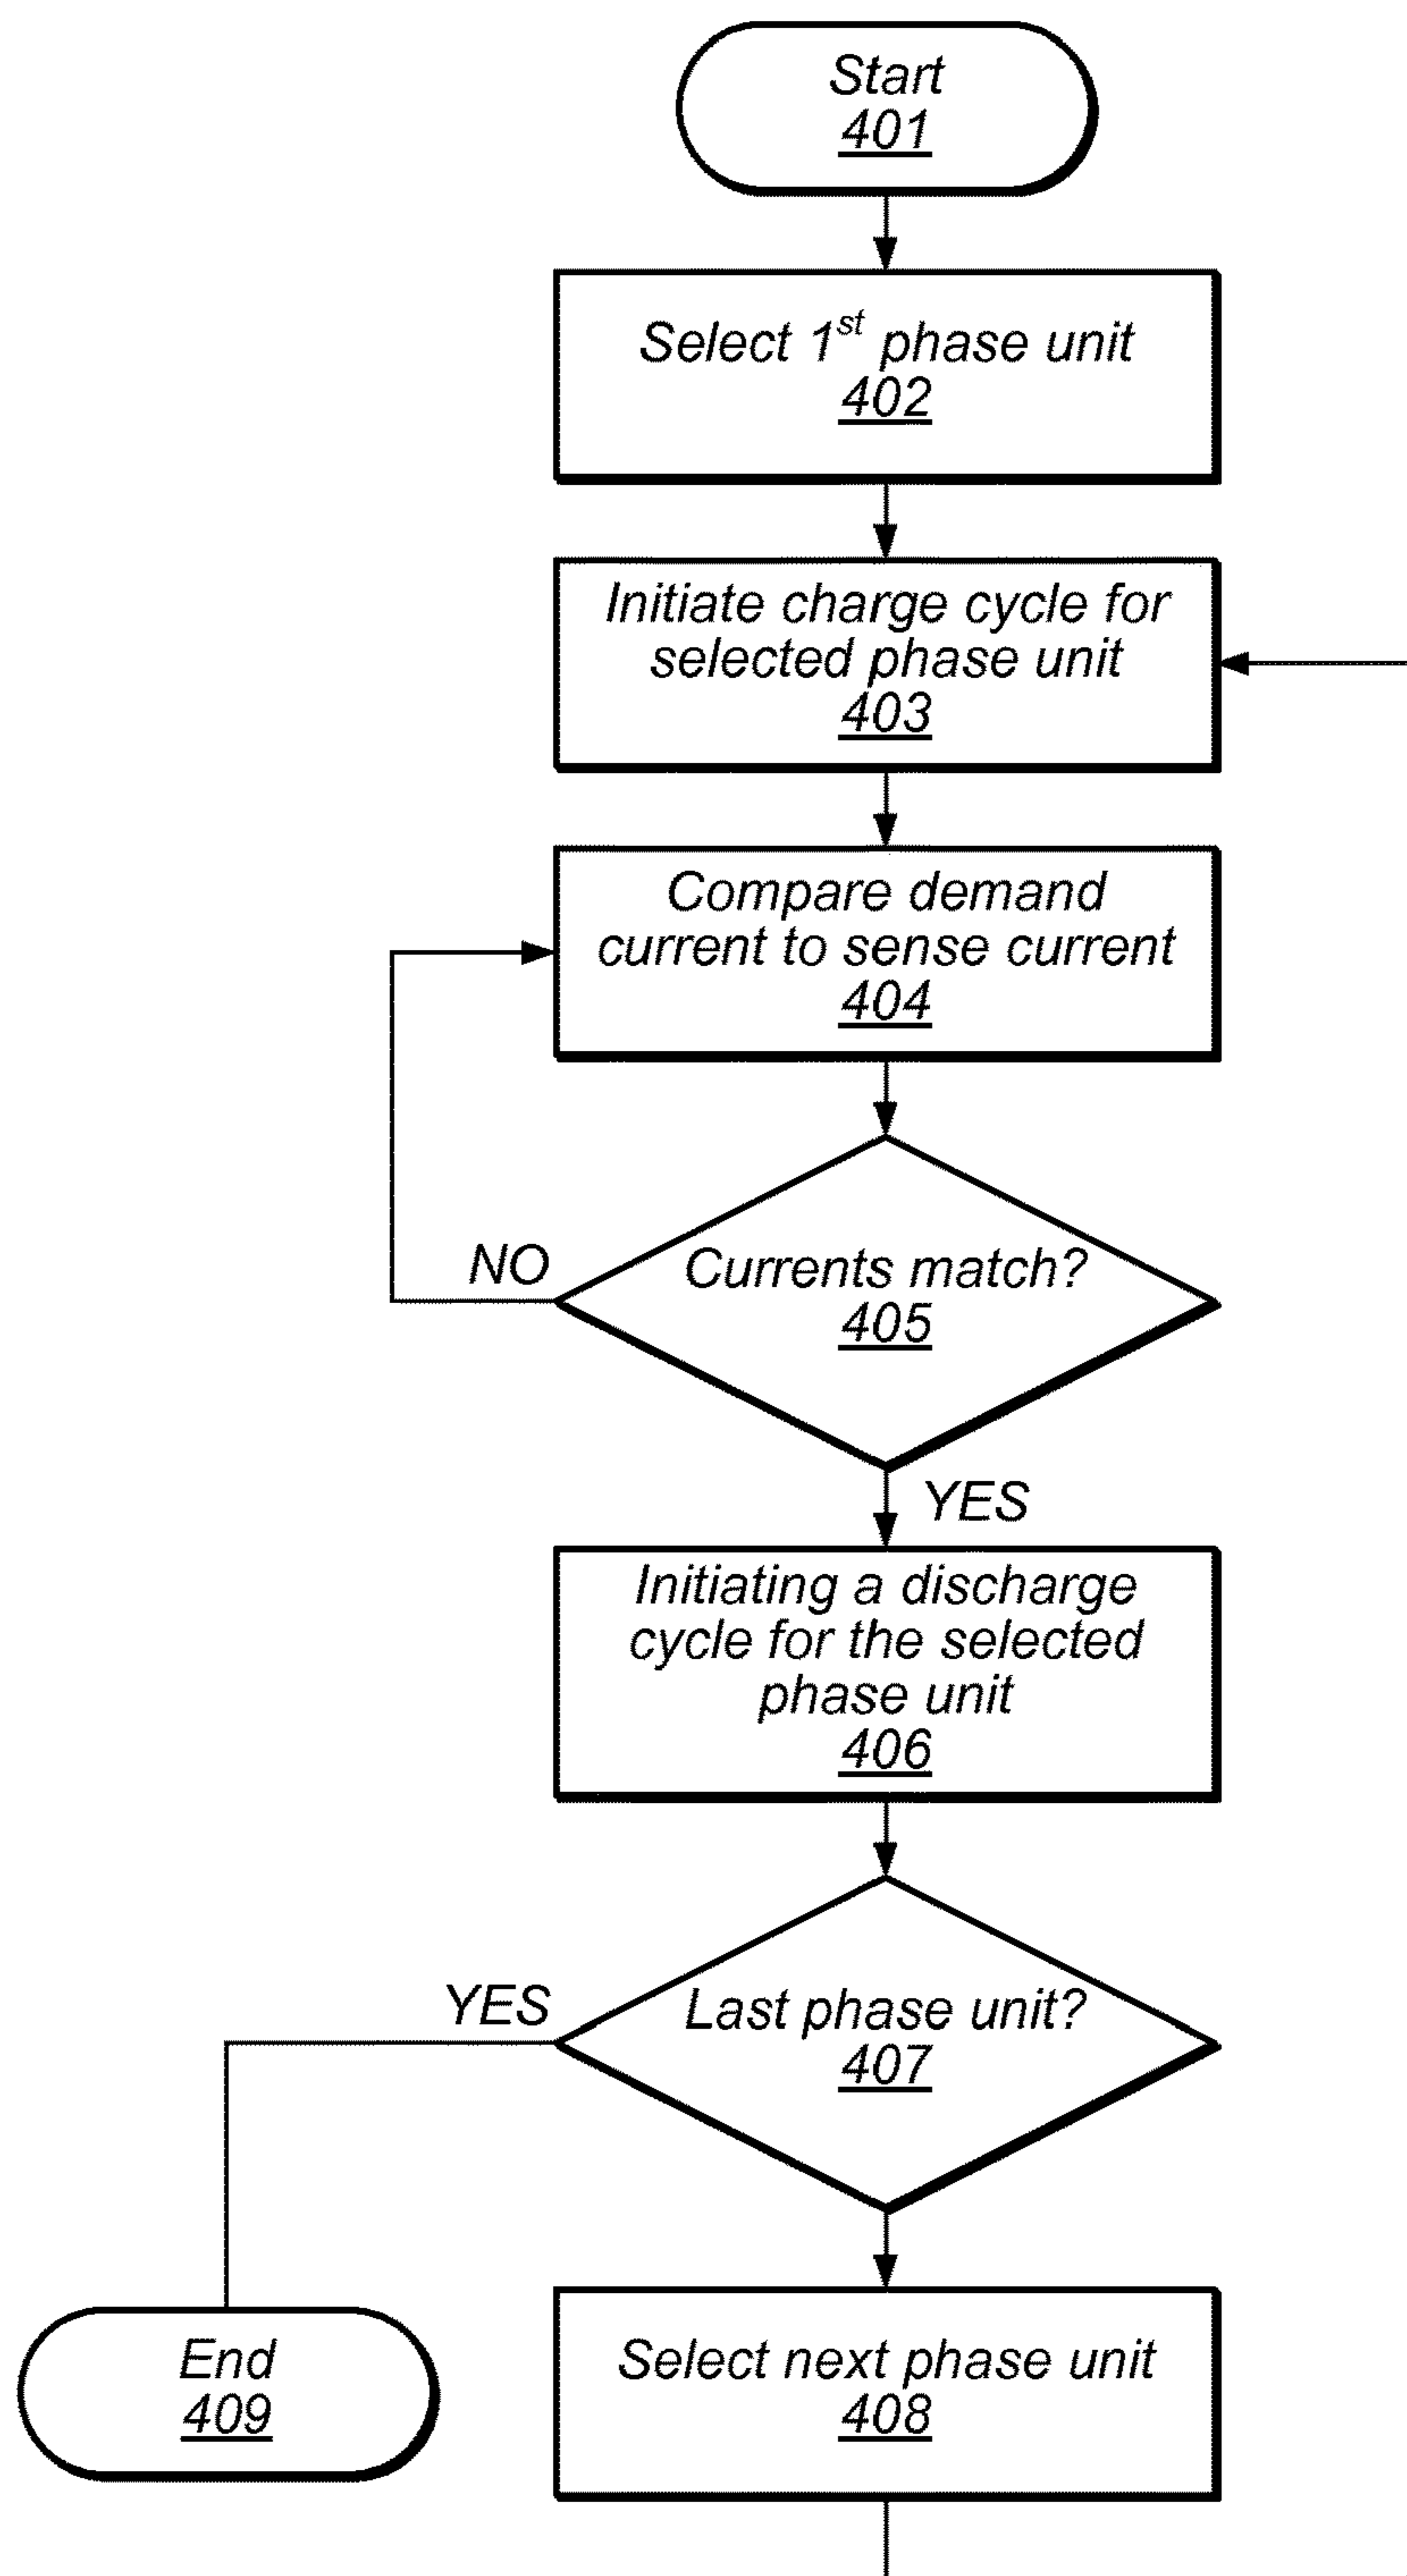 Start
401
Select 1st phase unit
402
Initiate charge cycle for
selected phase unit
403
Compare demand
current to sense current
404
NO
Currents match?
405
YES
Initiating a discharge
cycle for the selected
phase unit
406
YES
Last phase unit?
407
End
409
Select next phase unit
408